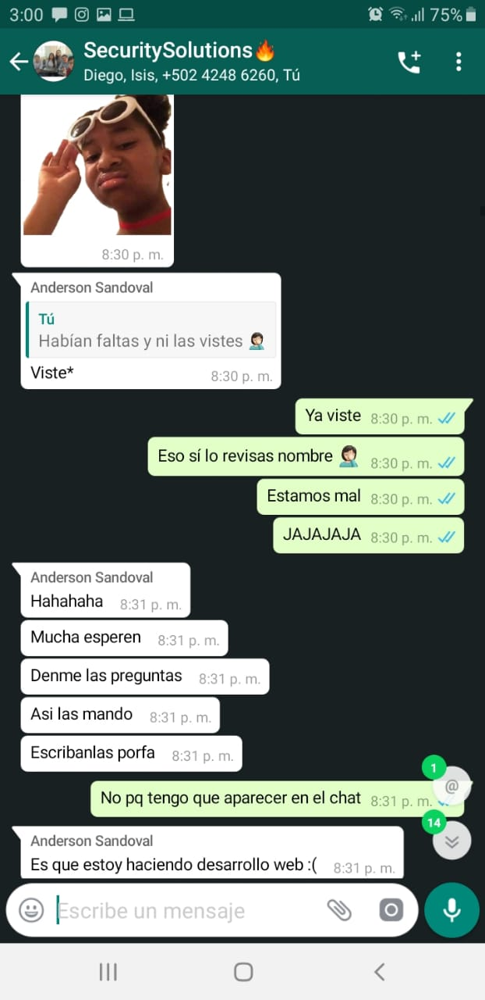 3:00
75%
SecuritySolutions🔥
Diego, Isis, +502 4248 6260, Tú
8:30 p. m.
Anderson Sandoval
Tú
Habían faltas y ni las vistes 🤦🏻‍♀️
Viste* 8:30 p. m.
Ya viste 8:30 p. m.
Eso sí lo revisas nombre 🤦🏻‍♀️ 8:30 p. m.
Estamos mal 8:30 p. m.
JAJAJAJA 8:30 p. m.
Anderson Sandoval
Hahahaha 8:31 p. m.
Mucha esperen 8:31 p. m.
Denme las preguntas 8:31 p. m.
Asi las mando 8:31 p. m.
Escribanlas porfa 8:31 p. m.
1
@
No pq tengo que aparecer en el chat 8:31 p. m.
14
Anderson Sandoval
Es que estoy haciendo desarrollo web :( 8:31 p. m.
Escribe un mensaje